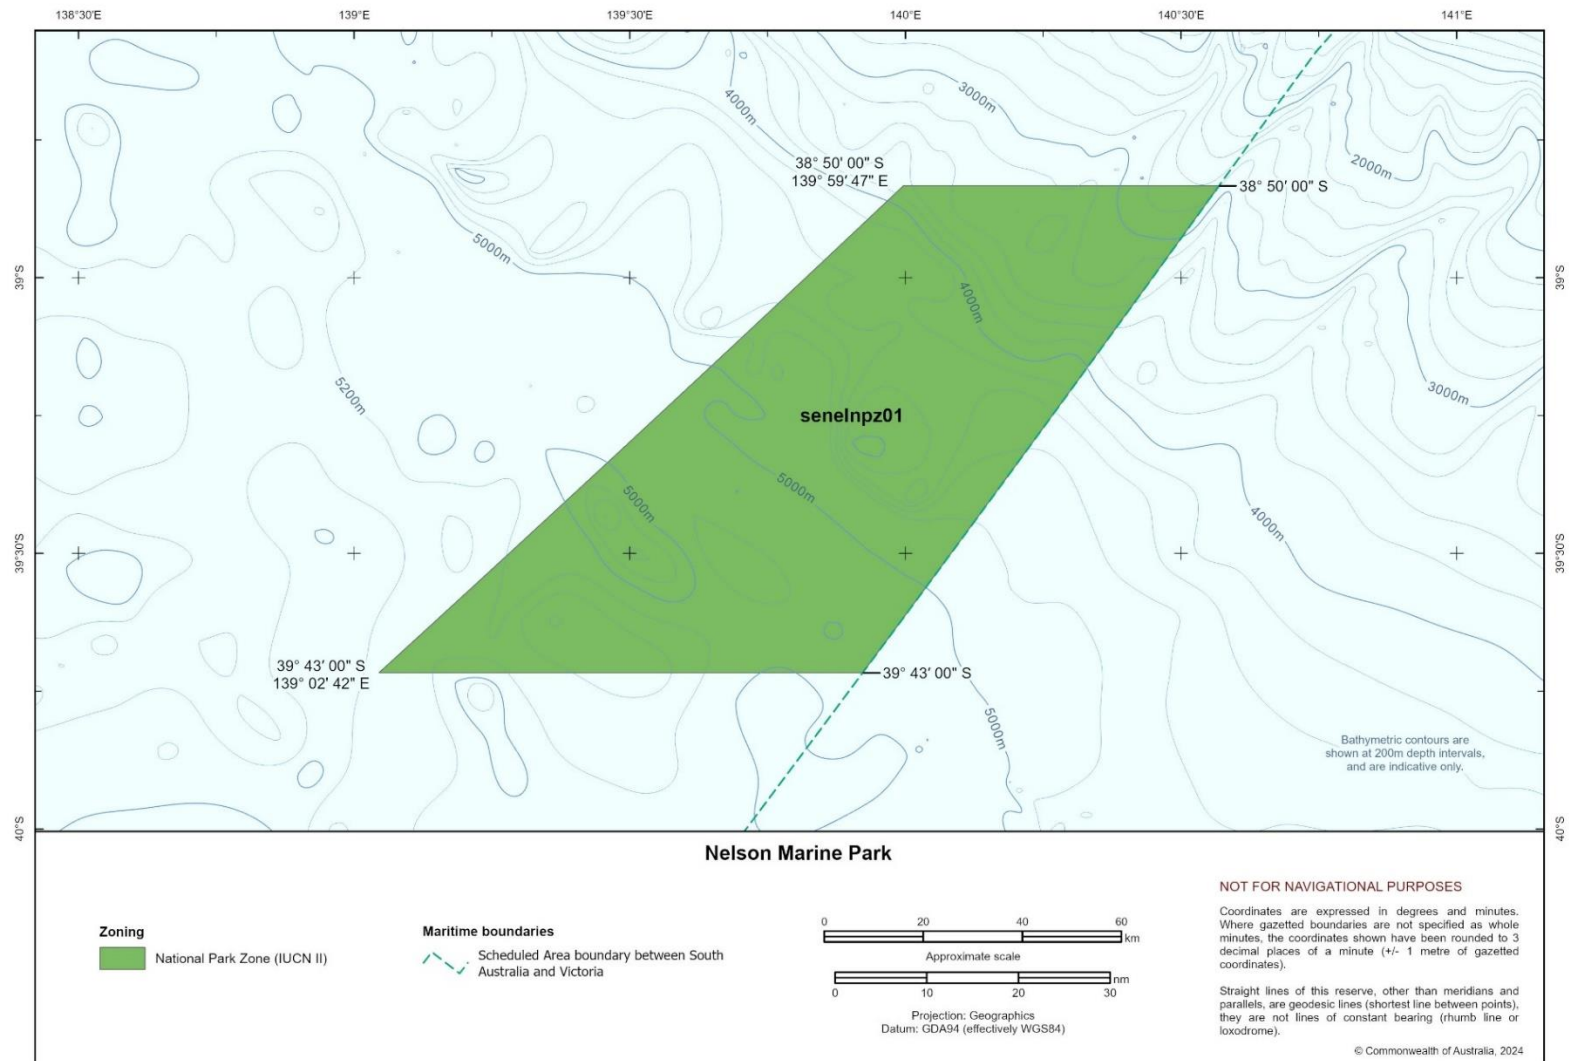 138°30'E
139°E
139°30'E
140°E
140°30'E
141°E
4000m
3000m
2000m
38° 50' 00" S
139° 59' 47" E
38° 50' 00" S
5000m
39°S
39°S
4000m
5200m
3000m
senelnpz01
5000m
5000m
4000m
39°30'S
39°30'S
39° 43' 00" S
139° 02' 42" E
39° 43' 00" S
5000m
Bathymetric contours are
shown at 200m depth intervals,
and are indicative only.
40°S
40°S
Nelson Marine Park
Zoning
National Park Zone (IUCN II)
Maritime boundaries
Scheduled Area boundary between South
Australia and Victoria
0 20 40 60
km
Approximate scale
nm
0 10 20 30
Projection: Geographics
Datum: GDA94 (effectively WGS84)
NOT FOR NAVIGATIONAL PURPOSES
Coordinates are expressed in degrees and minutes.
Where gazetted boundaries are not specified as whole
minutes, the coordinates shown have been rounded to 3
decimal places of a minute (+/- 1 metre of gazetted
coordinates).
Straight lines of this reserve, other than meridians and
parallels, are geodesic lines (shortest line between points),
they are not lines of constant bearing (rhumb line or
loxodrome).
© Commonwealth of Australia, 2024